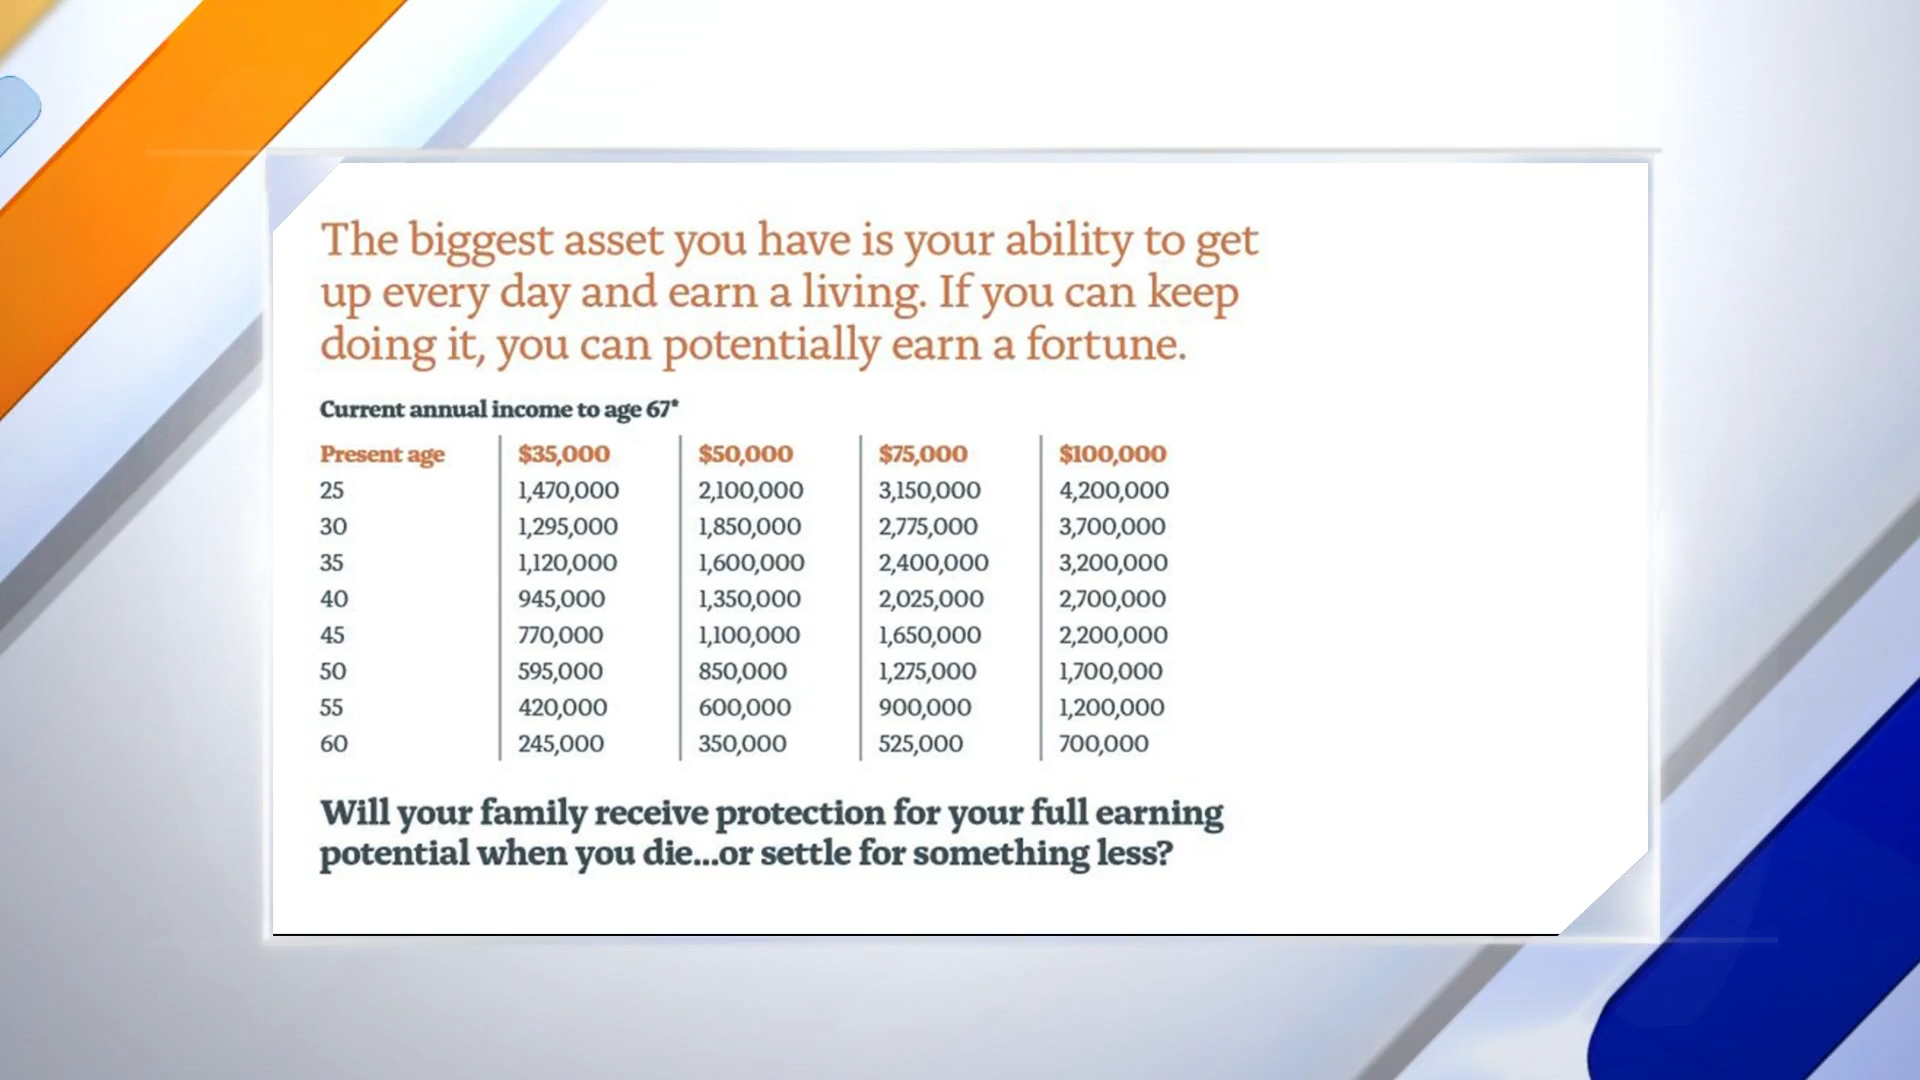 The biggest asset you have is your ability to get
up every day and earn a living. If you can keep
doing it, you can potentially earn a fortune.
Current annual income to age 67*
Present age $35,000 $50,000 $75,000 $100,000
25 1,470,000 2,100,000 3,150,000 4,200,000
30 1,295,000 1,850,000 2,775,000 3,700,000
35 1,120,000 1,600,000 2,400,000 3,200,000
40 945,000 1,350,000 2,025,000 2,700,000
45 770,000 1,100,000 1,650,000 2,200,000
50 595,000 850,000 1,275,000 1,700,000
55 420,000 600,000 900,000 1,200,000
60 245,000 350,000 525,000 700,000
Will your family receive protection for your full earning
potential when you die...or settle for something less?